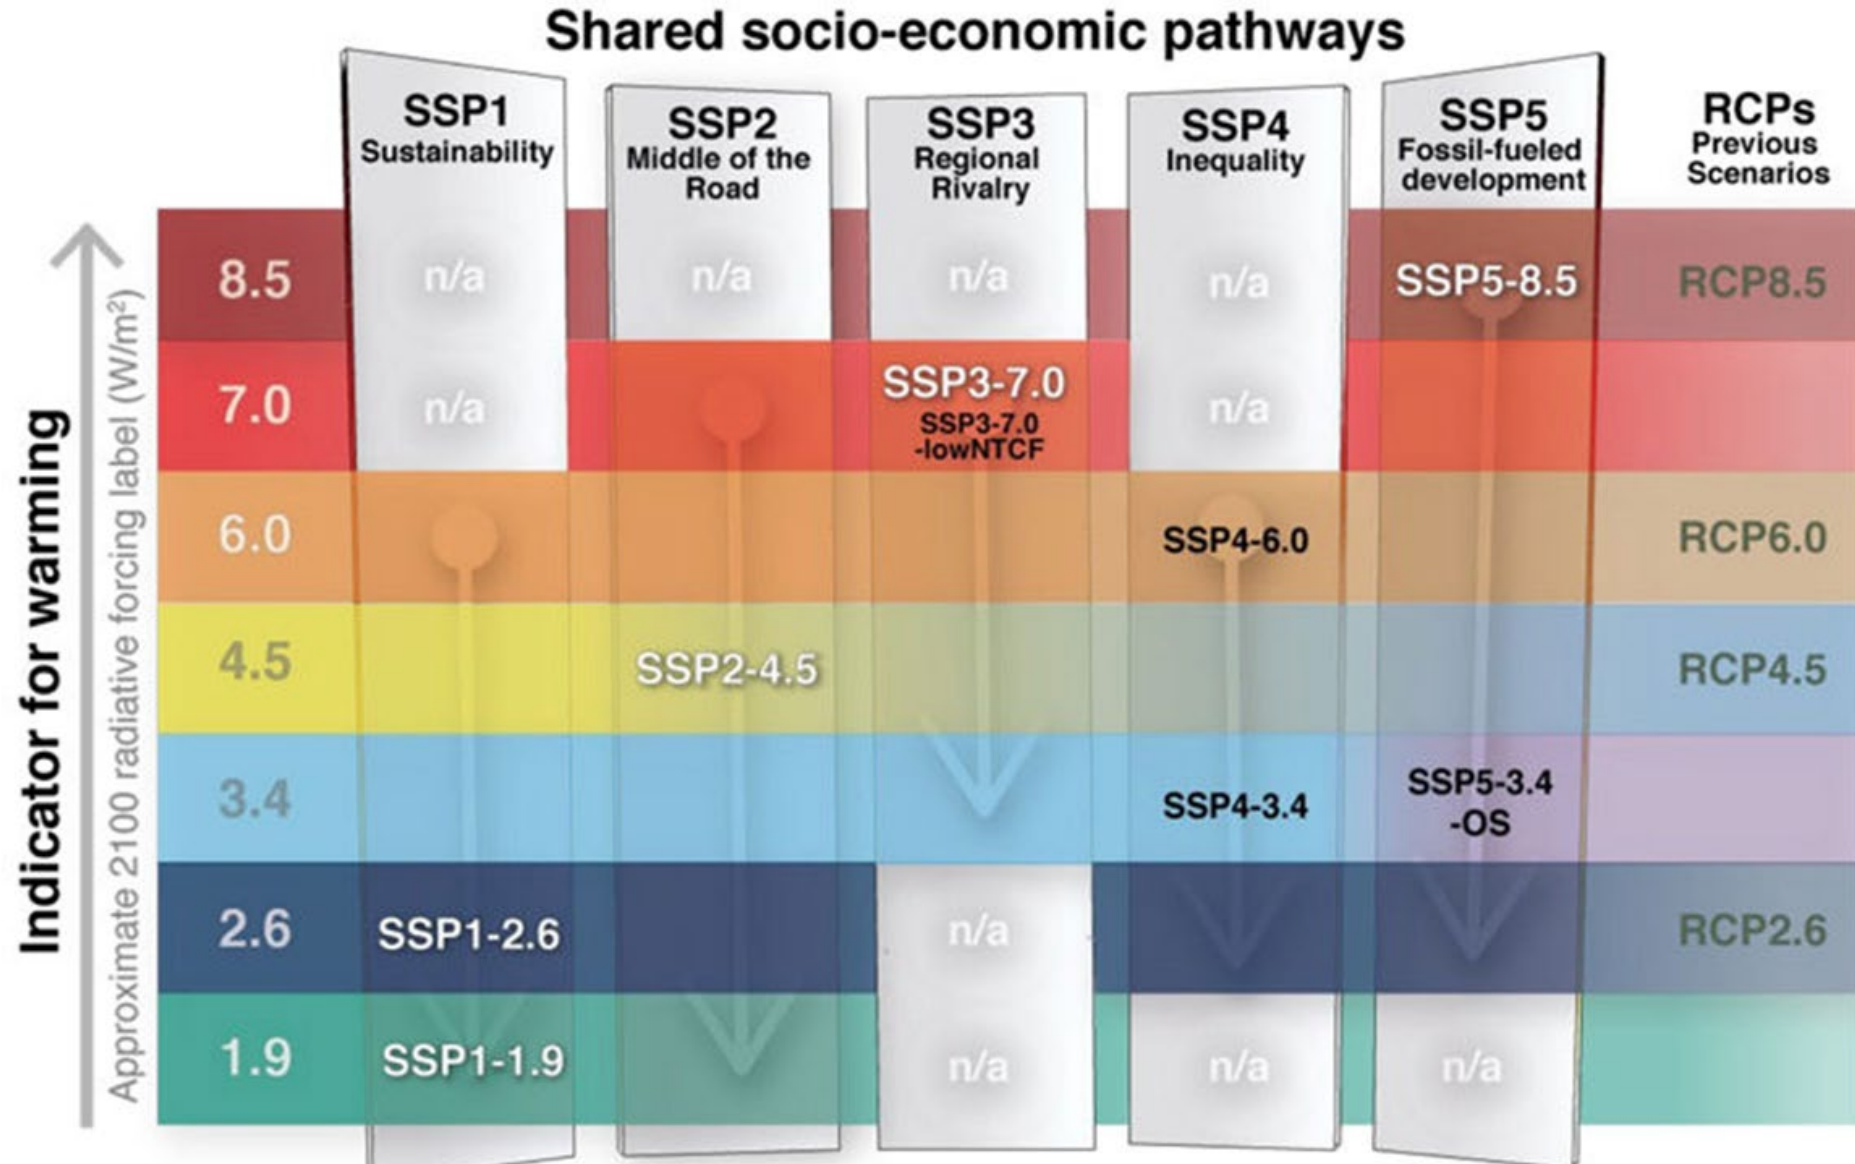 Shared socio-economic pathways
SSP1
Sustainability
SSP2
Middle of the
Road
SSP3
Regional
Rivalry
SSP4
Inequality
SSP5
Fossil-fueled
development
RCPs
Previous
Scenarios
Indicator for warming
Approximate 2100 radiative forcing label (W/m²)
8.5
n/a
n/a
n/a
n/a
SSP5-8.5
RCP8.5
7.0
n/a
SSP3-7.0
SSP3-7.0
-lowNTCF
n/a
6.0
SSP4-6.0
RCP6.0
4.5
SSP2-4.5
RCP4.5
3.4
SSP4-3.4
SSP5-3.4
-OS
2.6
SSP1-2.6
n/a
RCP2.6
1.9
SSP1-1.9
n/a
n/a
n/a